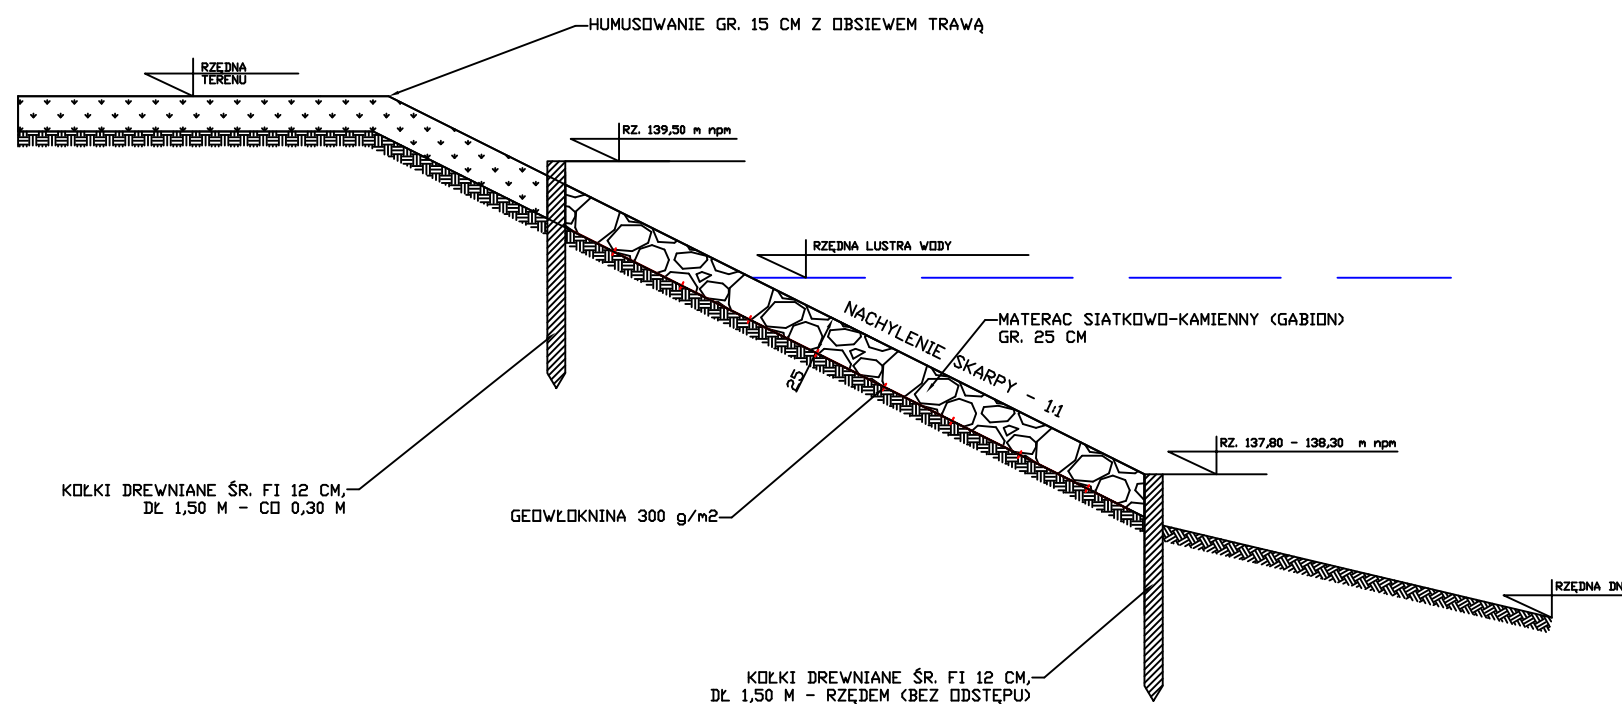 HUMUSOWANIE GR. 15 CM Z OBSIEWEM TRAWĄ
RZĘDNA
TERENU
RZ. 139,50 m npm
RZĘDNA LUSTRA WODY
NACHYLENIE SKARPY - 1:1
MATERAC SIATKOWO-KAMIENNY (GABION)
GR. 25 CM
25
RZ. 137,80 - 138,30 m npm
KOŁKI DREWNIANE ŚR. FI 12 CM,
DŁ 1,50 M - CO 0,30 M
GEOWŁOKNINA 300 g/m2
RZĘDNA DN
KOŁKI DREWNIANE ŚR. FI 12 CM,
DŁ 1,50 M - RZĘDEM (BEZ ODSTĘPU)